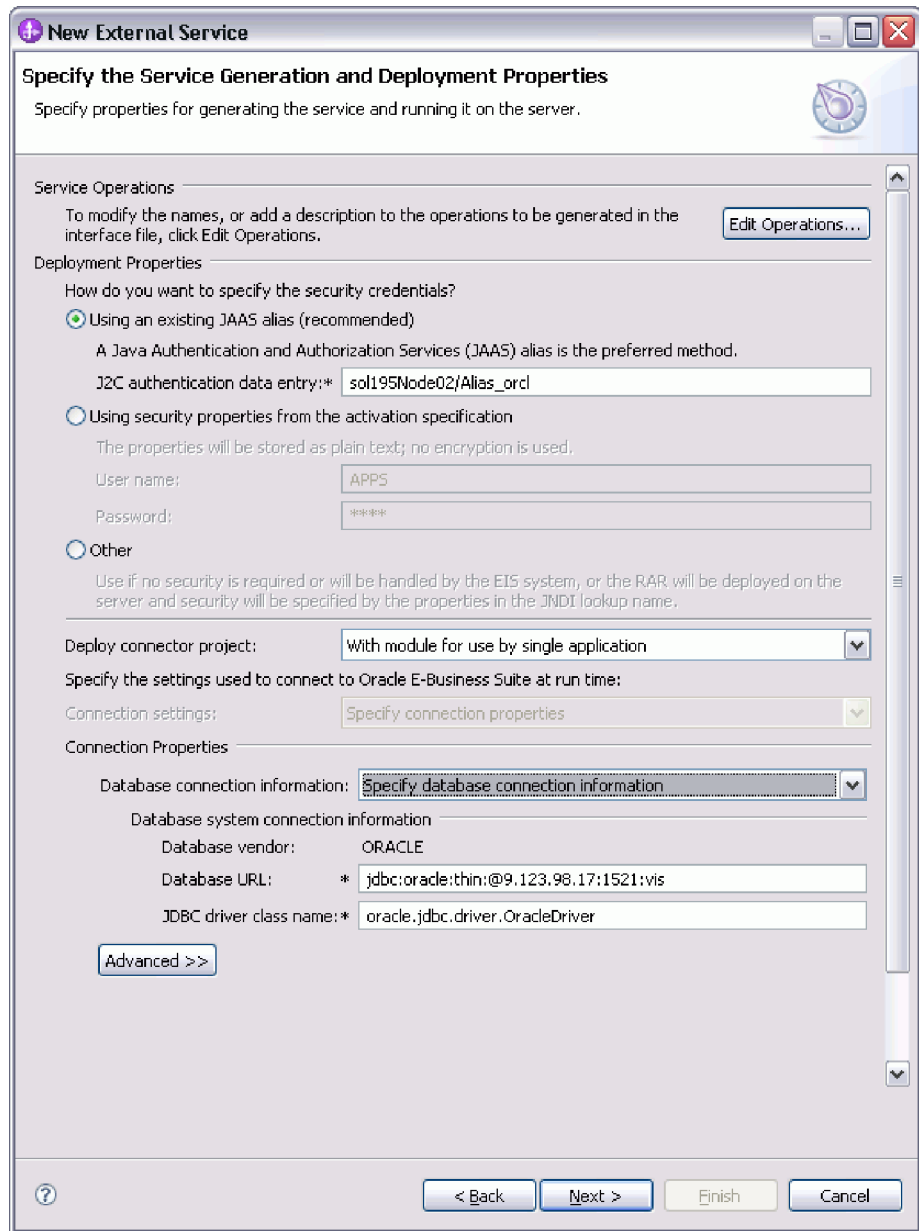 New External Service
Specify the Service Generation and Deployment Properties
Specify properties for generating the service and running it on the server.
Service Operations
To modify the names, or add a description to the operations to be generated in the
interface file, click Edit Operations.
Edit Operations...
Deployment Properties
How do you want to specify the security credentials?
Using an existing JAAS alias (recommended)
A Java Authentication and Authorization Services (JAAS) alias is the preferred method.
J2C authentication data entry:* sol195Node02/Alias_orcl
Using security properties from the activation specification
The properties will be stored as plain text; no encryption is used.
User name: APPS
Password: ****
Other
Use if no security is required or will be handled by the EIS system, or the RAR will be deployed on the
server and security will be specified by the properties in the JNDI lookup name.
Deploy connector project: With module for use by single application
Specify the settings used to connect to Oracle E-Business Suite at run time:
Connection settings: Specify connection properties
Connection Properties
Database connection information: Specify database connection information
Database system connection information
Database vendor: ORACLE
Database URL: * jdbc:oracle:thin:@9.123.98.17:1521:vis
JDBC driver class name:* oracle.jdbc.driver.OracleDriver
Advanced >>
? < Back Next > Finish Cancel